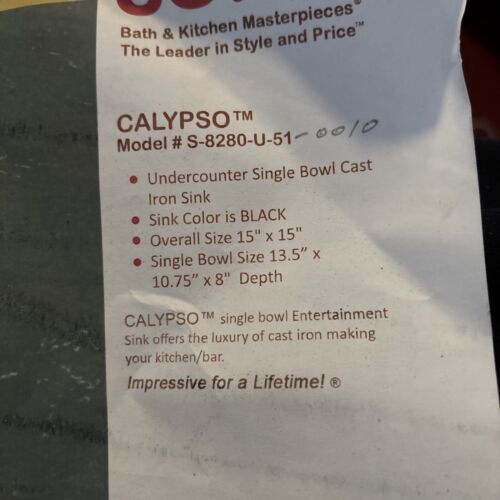 Bath & Kitchen Masterpieces®
The Leader in Style and Price™
CALYPSO™
Model # S-8280-U-51-0010
• Undercounter Single Bowl Cast
Iron Sink
• Sink Color is BLACK
• Overall Size 15" x 15"
• Single Bowl Size 13.5” x
10.75” x 8" Depth
CALYPSO™ single bowl Entertainment
Sink offers the luxury of cast iron making
your kitchen/bar.
Impressive for a Lifetime! ®